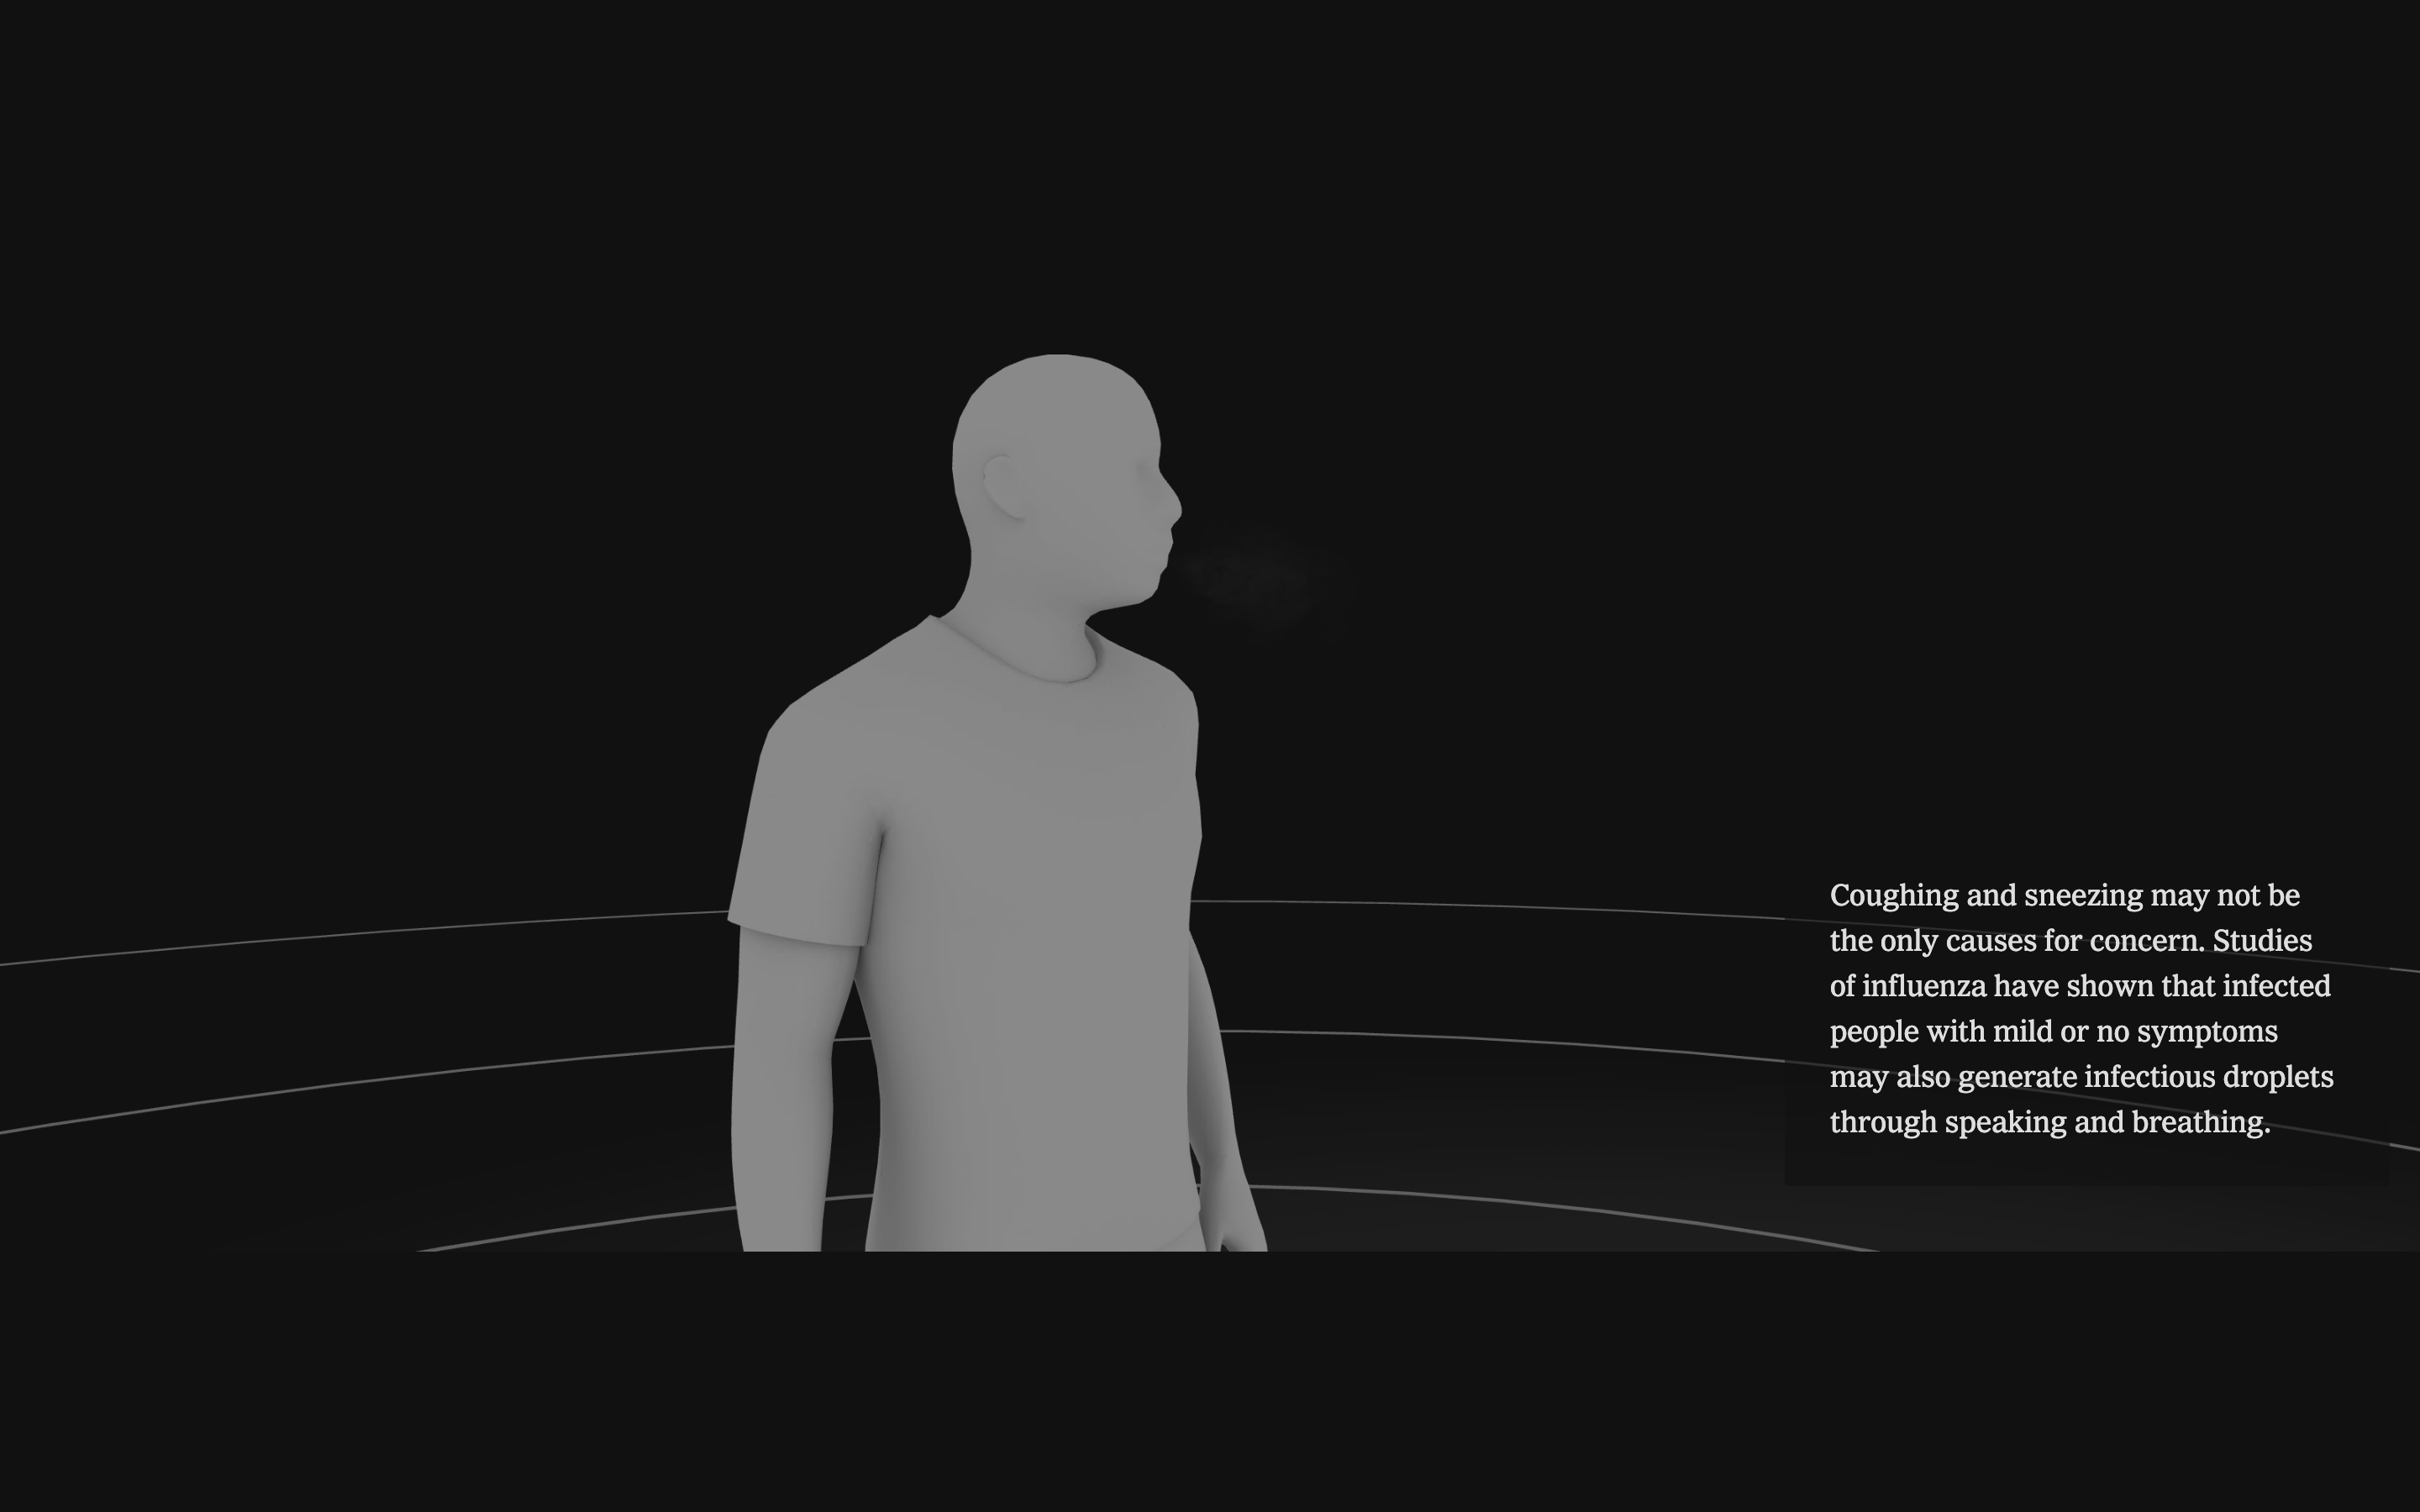 Coughing and sneezing may not be
the only causes for concern. Studies
of influenza have shown that infected
people with mild or no symptoms
may also generate infectious droplets
through speaking and breathing.